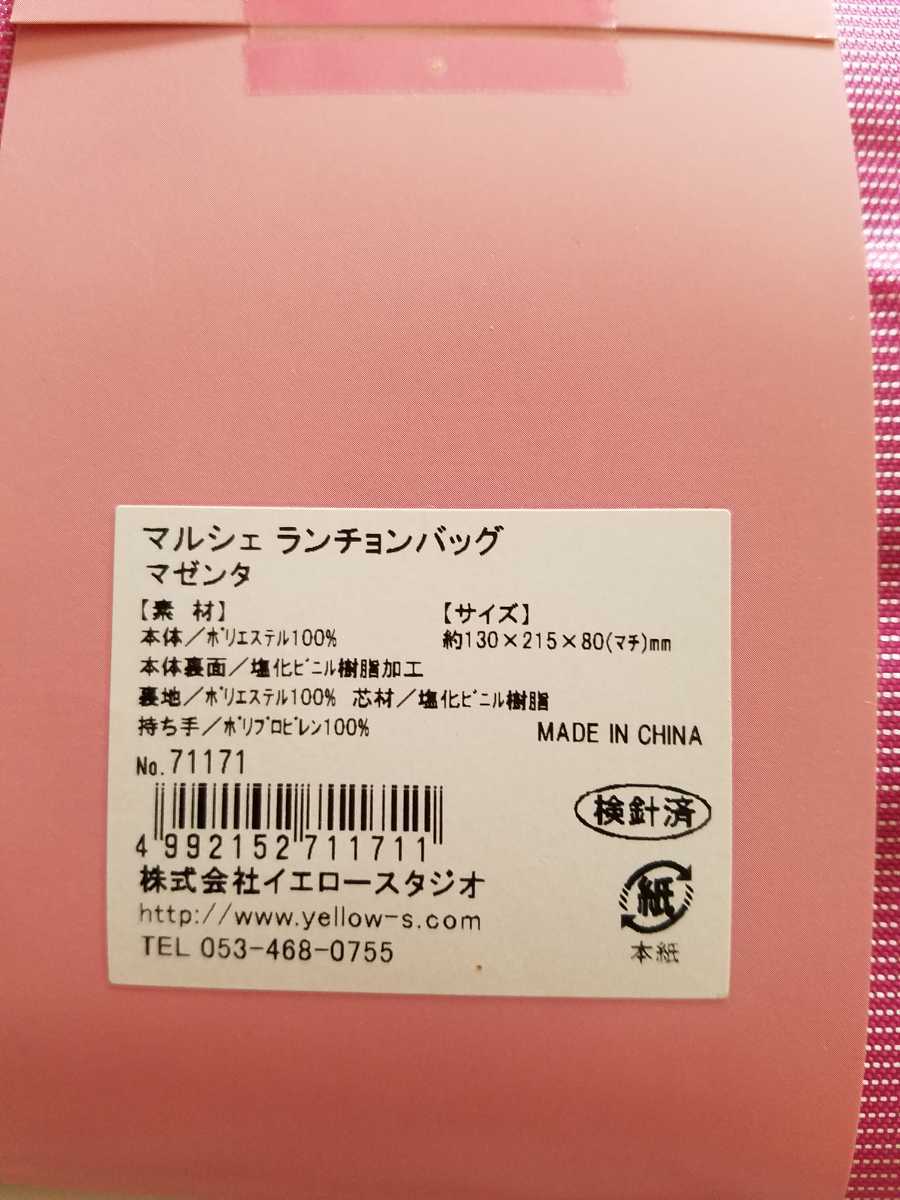 マルシェ ランチョンバッグ
マゼンタ
【素 材】
本体／ﾎﾟﾘｴｽﾃﾙ100%
本体裏面／塩化ﾋﾞﾆﾙ樹脂加工
裏地／ﾎﾟﾘｴｽﾃﾙ100% 芯材／塩化ﾋﾞﾆﾙ樹脂
持ち手／ﾎﾟﾘﾌﾟﾛﾋﾟﾚﾝ100%
【サイズ】
約130×215×80(マチ)mm
MADE IN CHINA
No.71171
4 992152 711711
検針済
株式会社イエロースタジオ
http://www.yellow-s.com
TEL 053-468-0755
紙
本紙